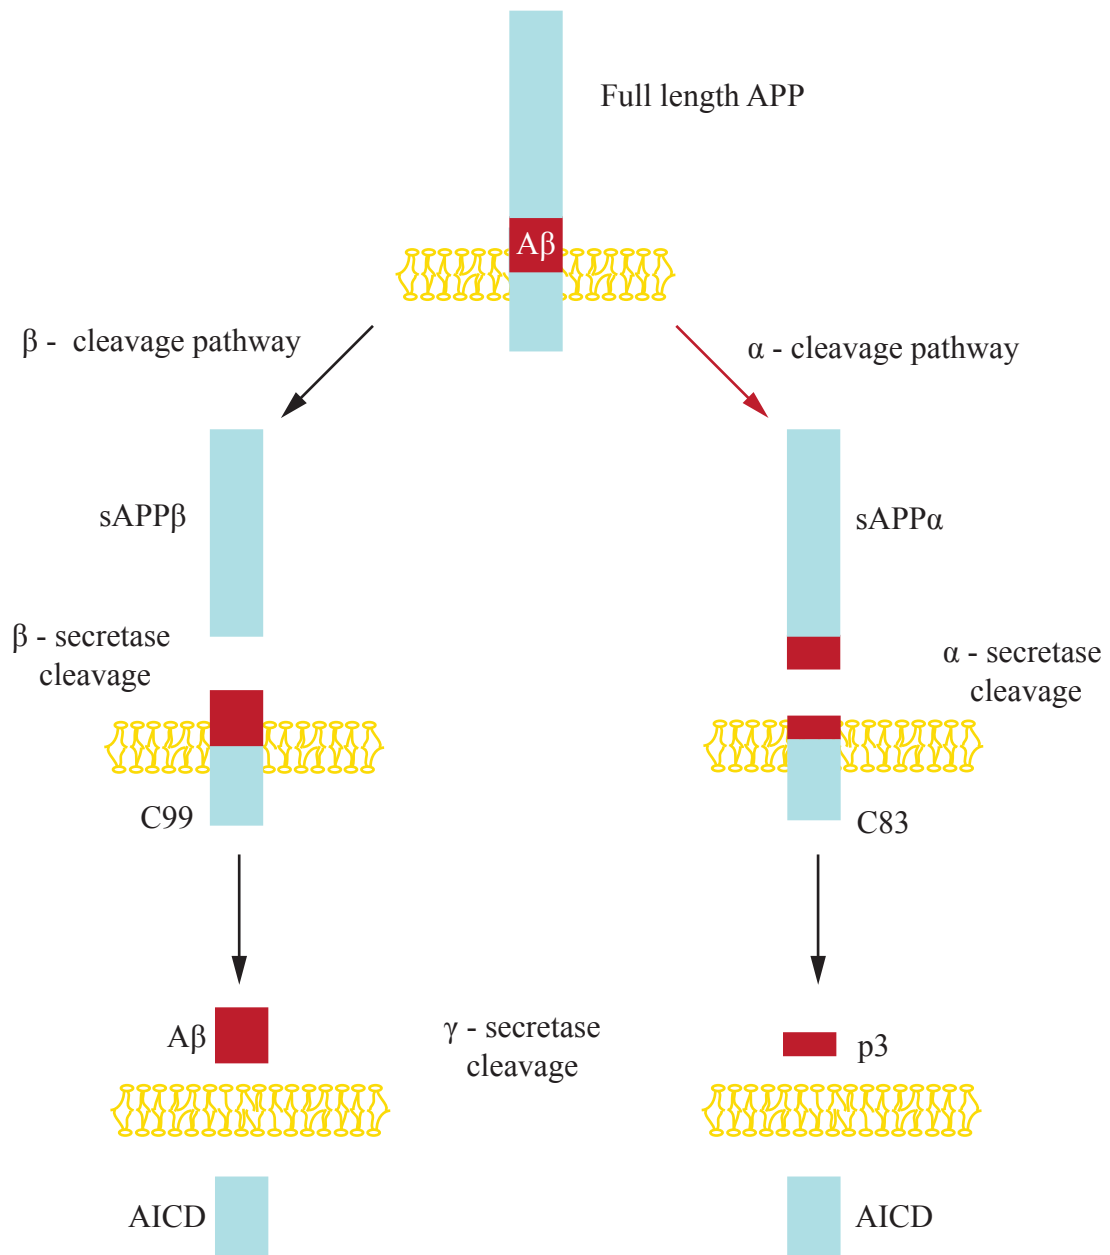 Full length APP
Aβ
β - cleavage pathway
α - cleavage pathway
sAPPβ
sAPPα
β - secretase
cleavage
α - secretase
cleavage
C99
C83
Aβ
γ - secretase
cleavage
p3
AICD
AICD